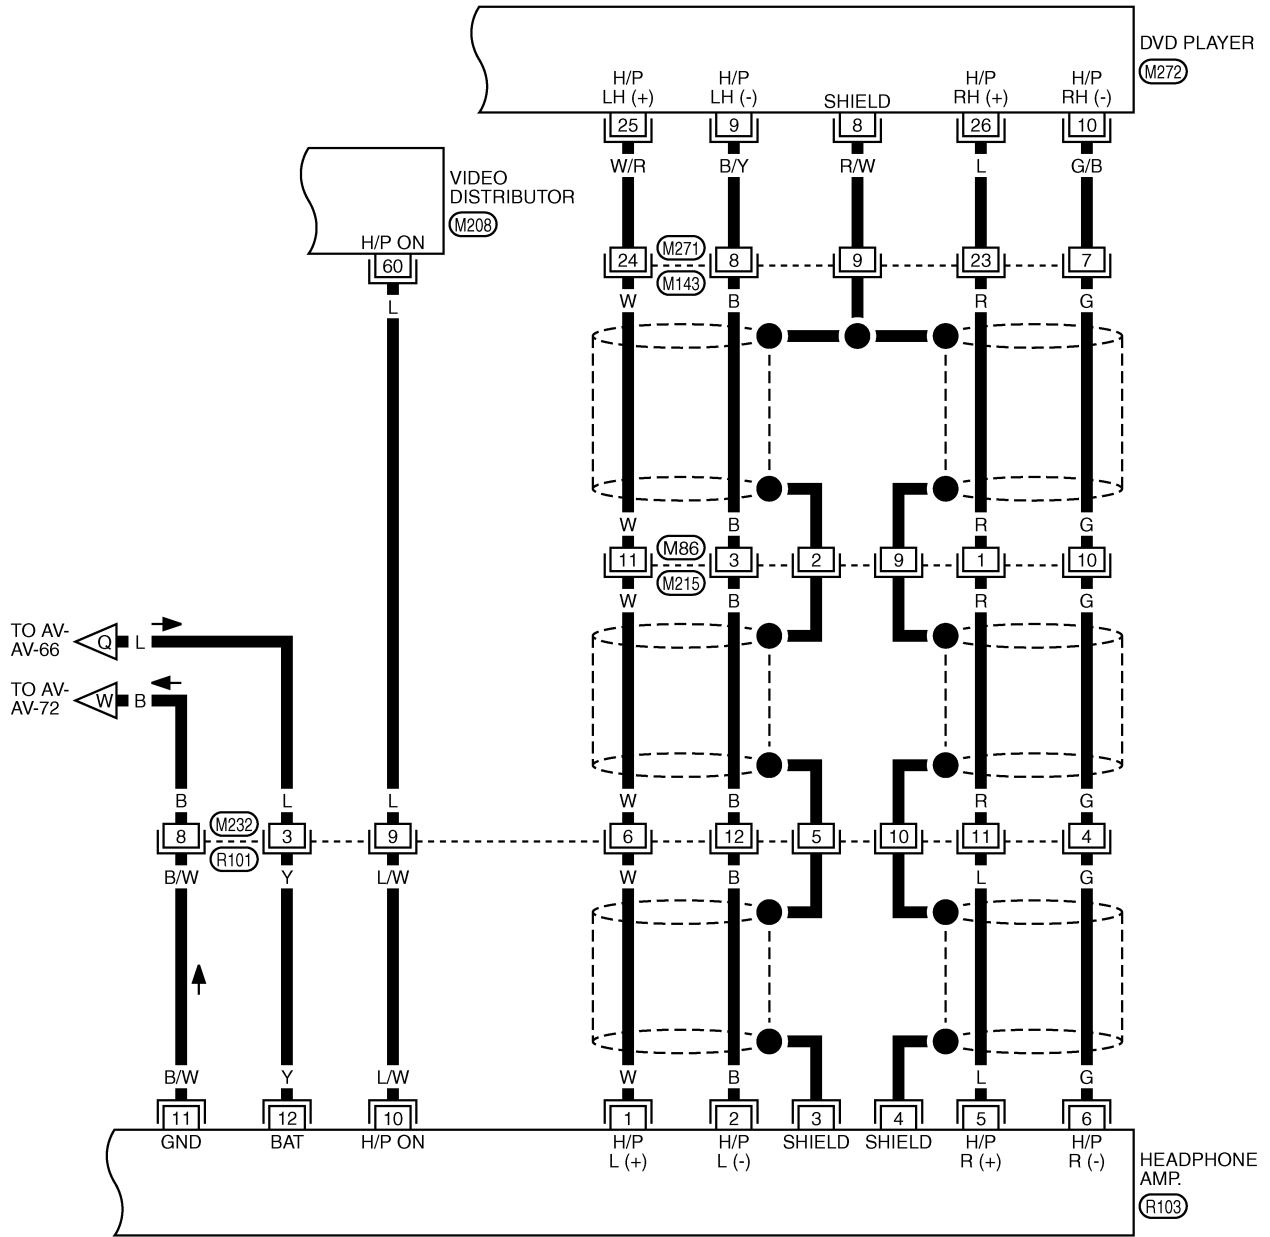 DVD PLAYER
M272
H/P H/P H/P H/P
LH (+) LH (-) SHIELD RH (+) RH (-)
25 9 8 26 10
W/R B/Y R/W L G/B
VIDEO
DISTRIBUTOR
M208
H/P ON
60
L
M271
24 8 9 23 7
M143
W B R G
W B R G
M86
11 3 2 9 1 10
M215
W B R G
TO AV-
AV-66
Q L
TO AV-
AV-72
W B
B L L W B R G
M232
8 3 9 6 12 5 10 11 4
R101
B/W Y L/W W B L G
B/W Y L/W W B L G
11 12 10 1 2 3 4 5 6
GND BAT H/P ON H/P H/P SHIELD SHIELD H/P H/P
L (+) L (-) R (+) R (-)
HEADPHONE
AMP.
R103